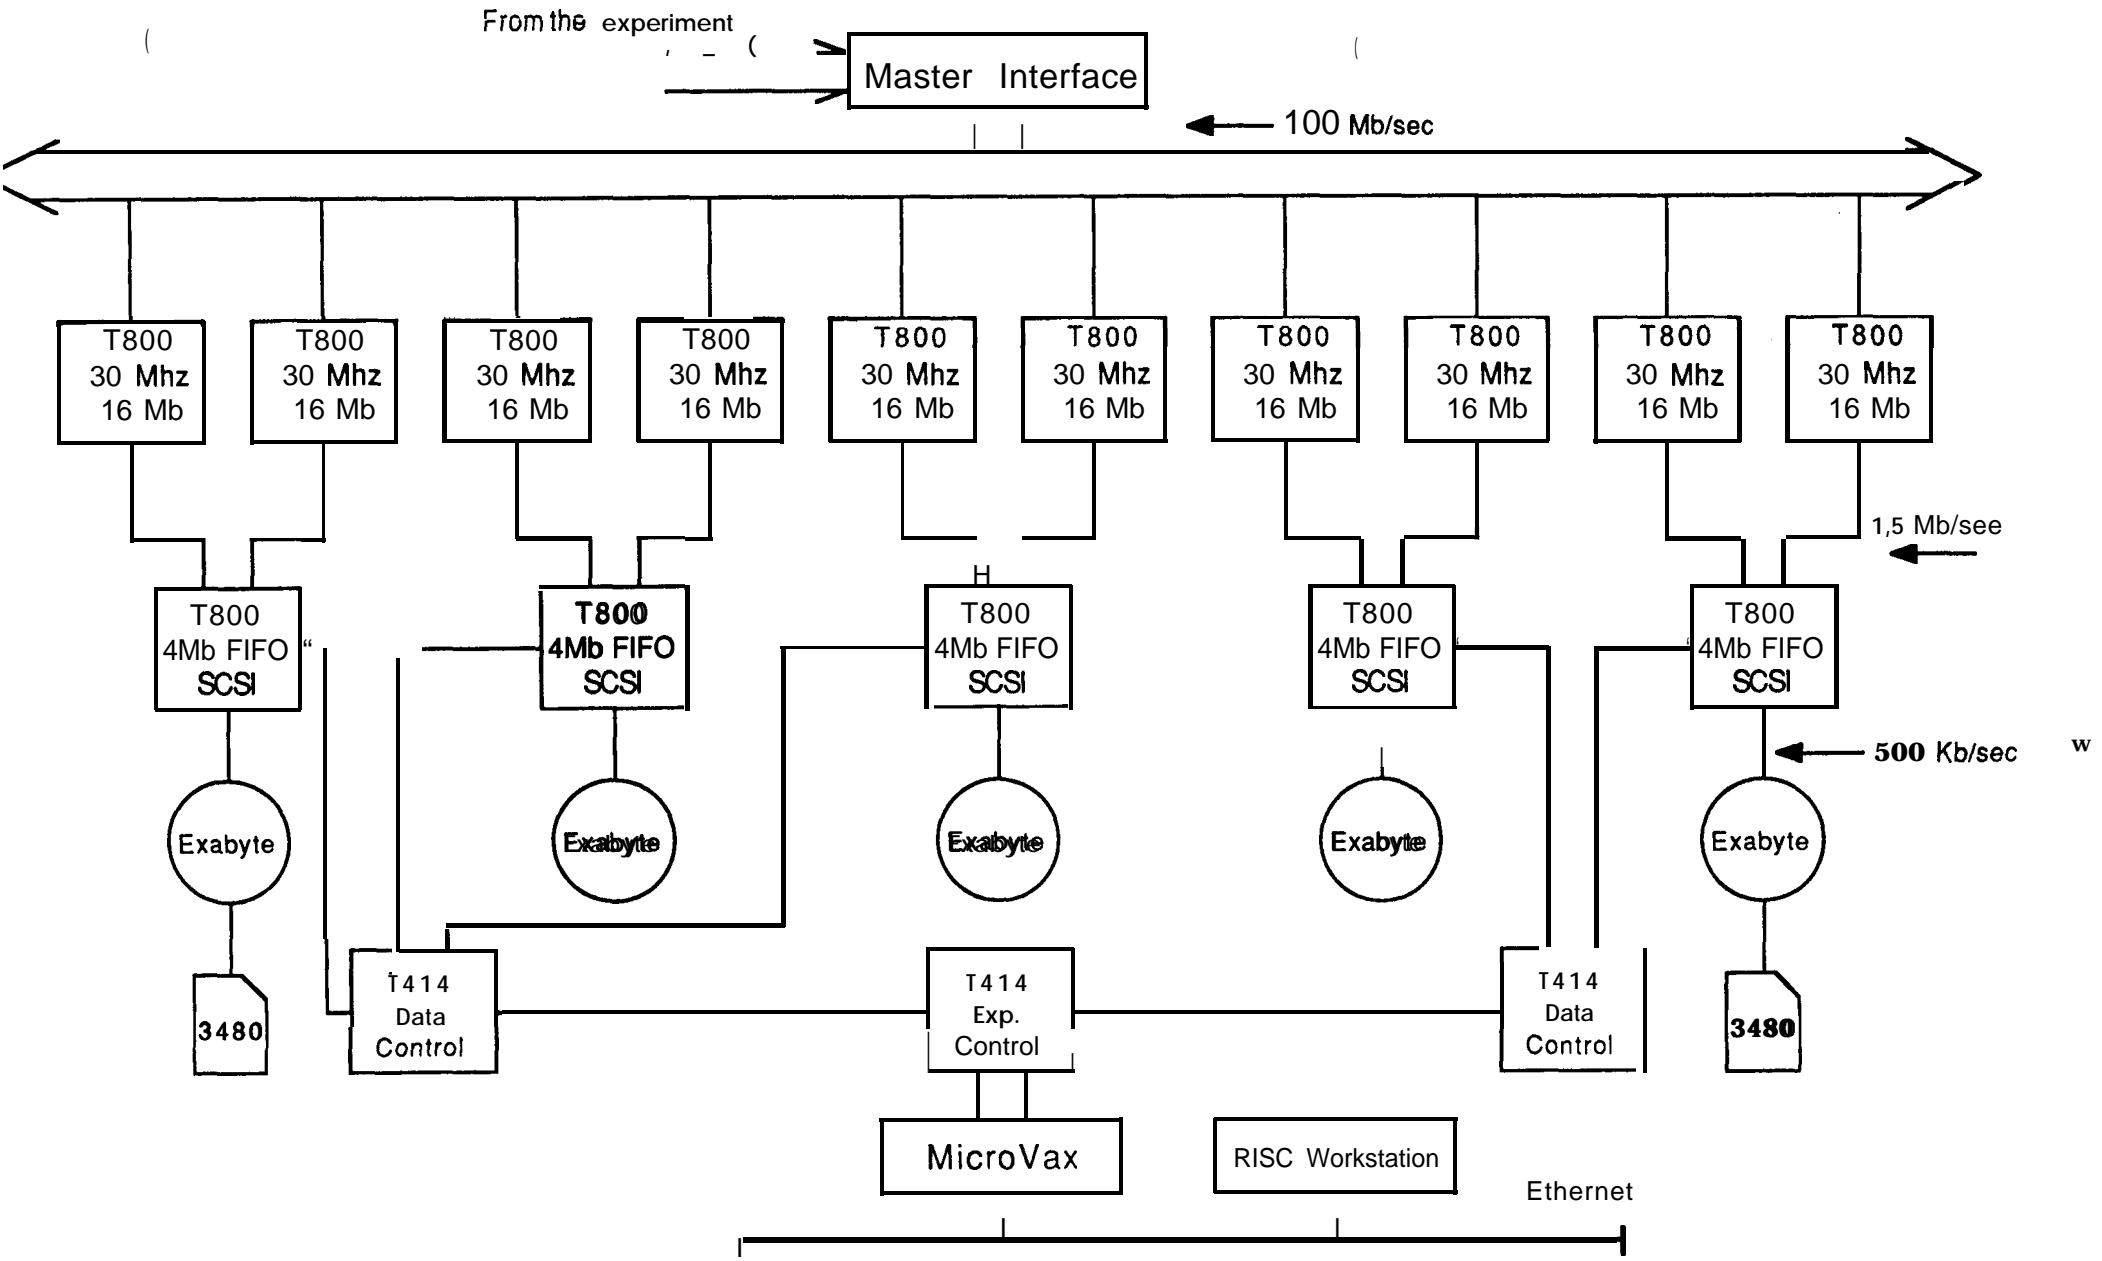 From the experiment
Master Interface
100 Mb/sec
T800
30 Mhz
16 Mb
T800
30 Mhz
16 Mb
T800
30 Mhz
16 Mb
T800
30 Mhz
16 Mb
T800
30 Mhz
16 Mb
T800
30 Mhz
16 Mb
T800
30 Mhz
16 Mb
T800
30 Mhz
16 Mb
T800
30 Mhz
16 Mb
T800
30 Mhz
16 Mb
1,5 Mb/see
H
T800
4Mb FIFO
SCSI
T800
4Mb FIFO
SCSI
T800
4Mb FIFO
SCSI
T800
4Mb FIFO
SCSI
T800
4Mb FIFO
SCSI
500 Kb/sec
w
Exabyte
Exabyte
Exabyte
Exabyte
Exabyte
3480
T414
Data
Control
T414
Exp.
Control
T414
Data
Control
3480
MicroVax
RISC Workstation
Ethernet